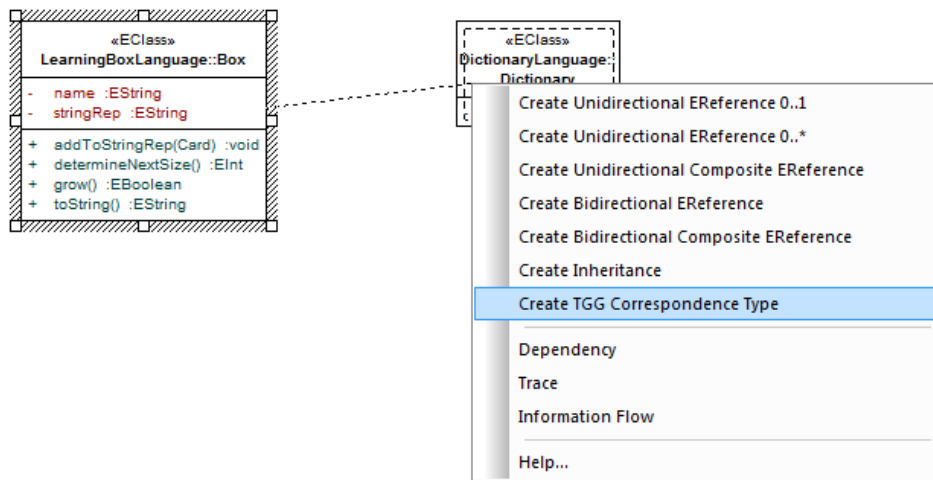 «EClass»
LearningBoxLanguage::Box
- name :EString
- stringRep :EString
+ addToStringRep(Card) :void
+ determineNextSize() :EInt
+ grow() :EBoolean
+ toString() :EString
«EClass»
DictionaryLanguage::
Dictionary
Create Unidirectional EReference 0..1
Create Unidirectional EReference 0..*
Create Unidirectional Composite EReference
Create Bidirectional EReference
Create Bidirectional Composite EReference
Create Inheritance
Create TGG Correspondence Type
Dependency
Trace
Information Flow
Help...